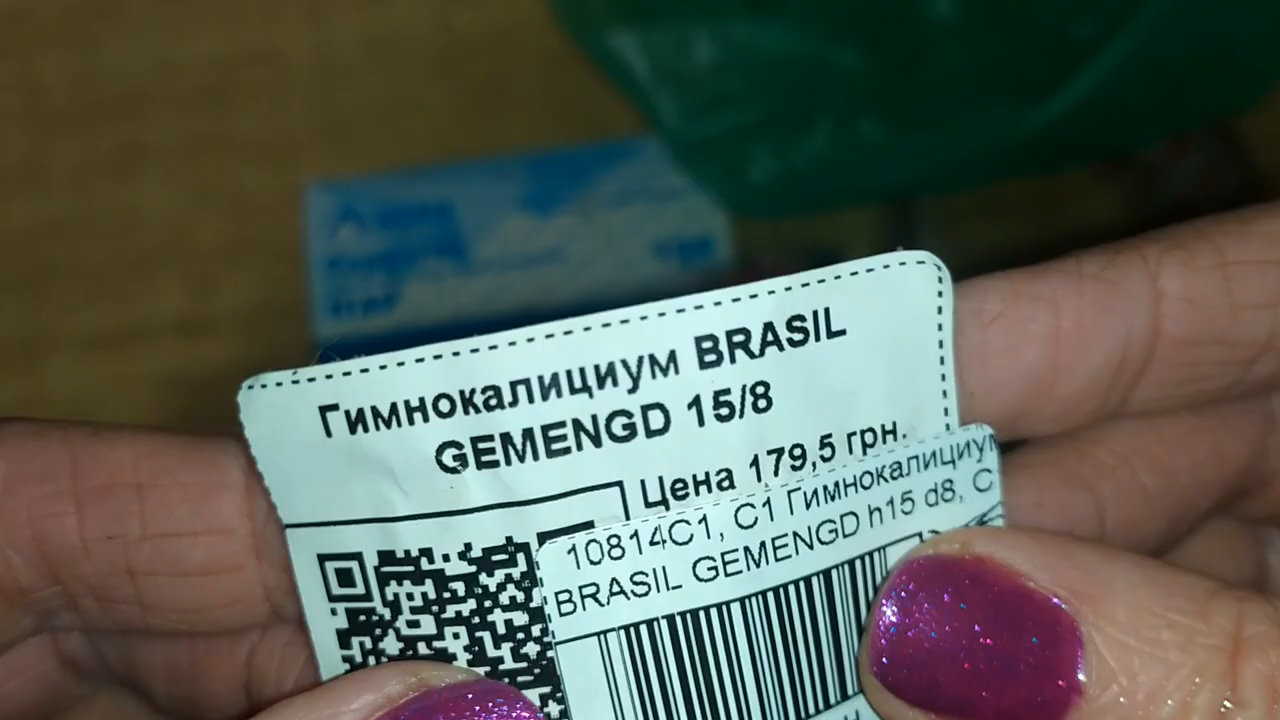 Гимнокалициум BRASIL
GEMENGD 15/8
Цена 179,5 грн.
10814C1, C1 Гимнокалициум
BRASIL GEMENGD h15 d8, C